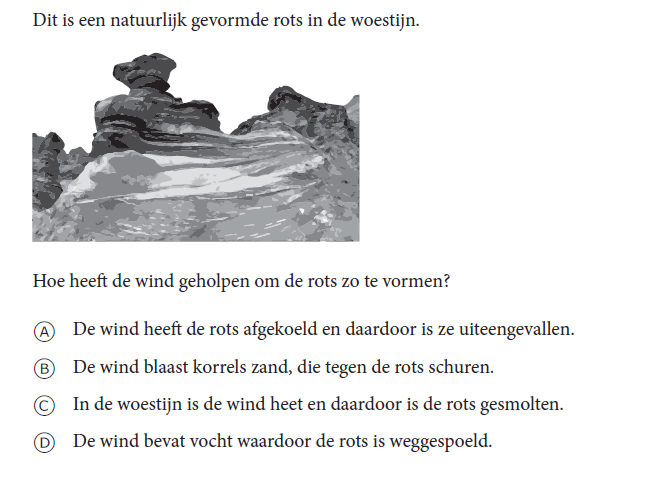 Dit is een natuurlijk gevormde rots in de woestijn.
Hoe heeft de wind geholpen om de rots zo te vormen?
A De wind heeft de rots afgekoeld en daardoor is ze uiteengevallen.
B De wind blaast korrels zand, die tegen de rots schuren.
C In de woestijn is de wind heet en daardoor is de rots gesmolten.
D De wind bevat vocht waardoor de rots is weggespoeld.